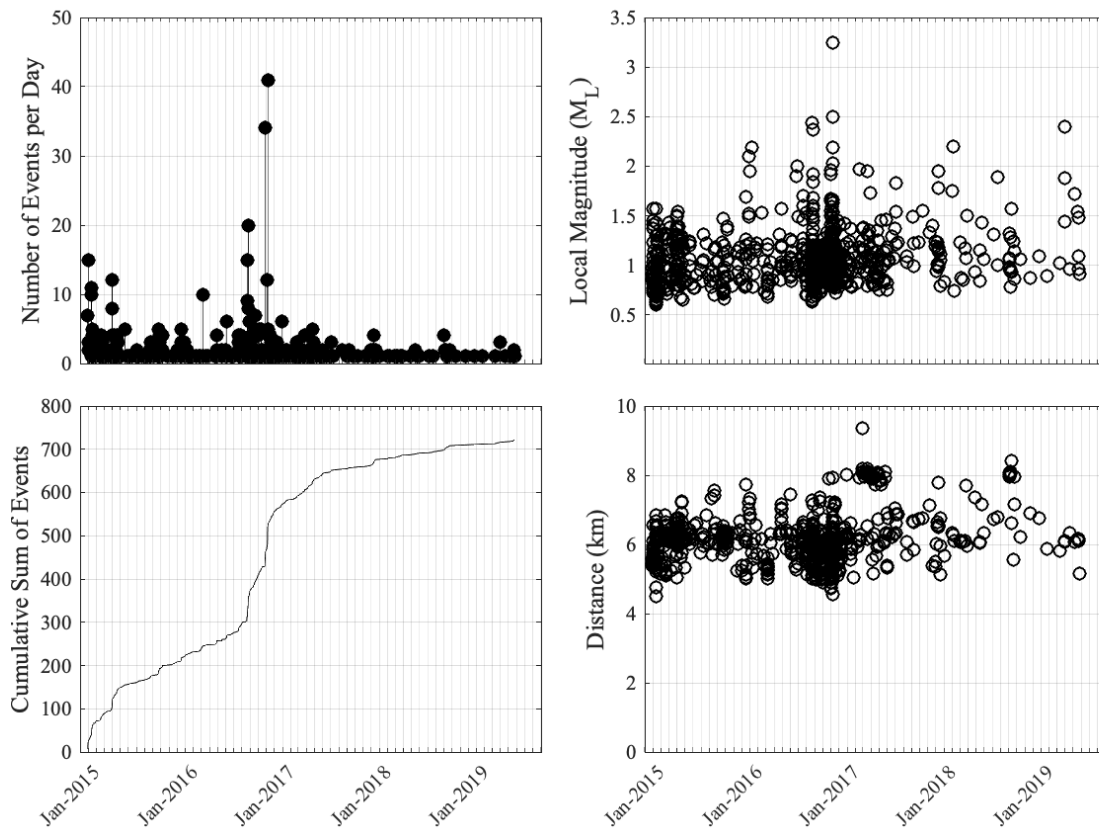 Number of Events per Day
50
40
30
20
10
0
Local Magnitude (M_L)
3.5
3
2.5
2
1.5
1
0.5
Cumulative Sum of Events
800
700
600
500
400
300
200
100
0
Jan-2015
Jan-2016
Jan-2017
Jan-2018
Jan-2019
Distance (km)
10
8
6
4
2
0
Jan-2015
Jan-2016
Jan-2017
Jan-2018
Jan-2019